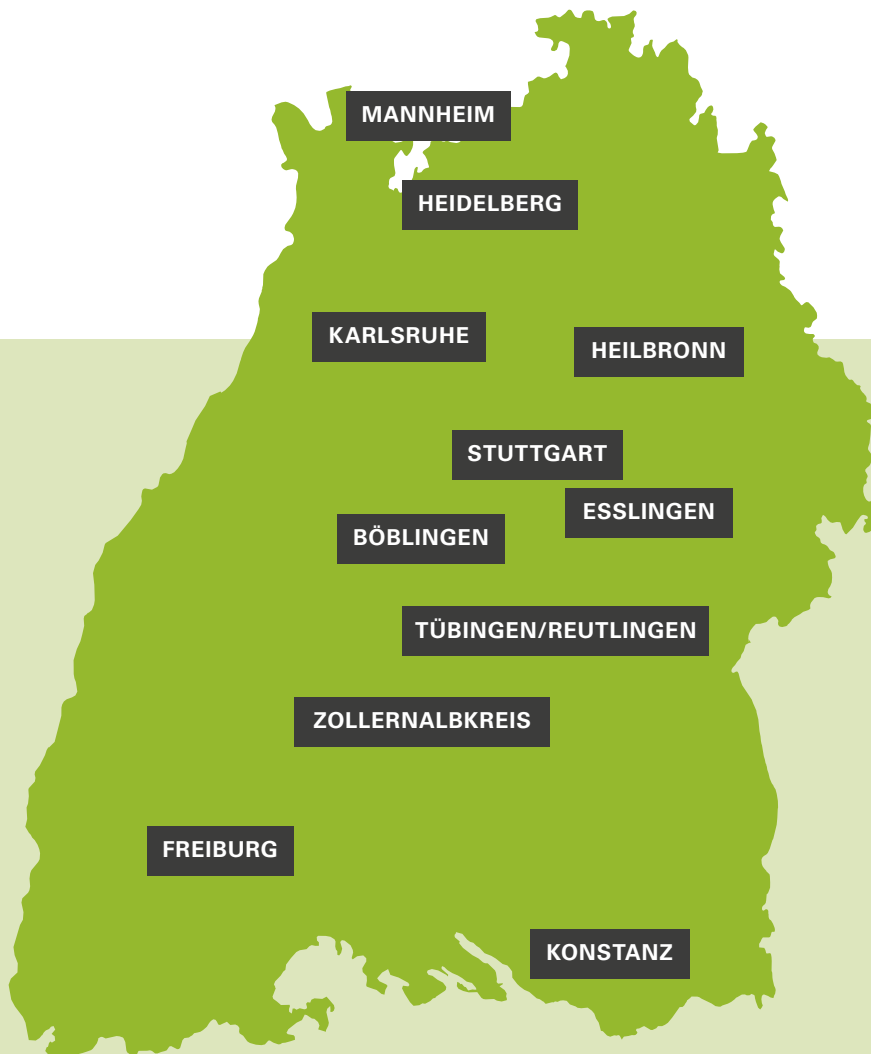 MANNHEIM
HEIDELBERG
KARLSRUHE
HEILBRONN
STUTTGART
ESSLINGEN
BÖBLINGEN
TÜBINGEN/REUTLINGEN
ZOLLERNALBKREIS
FREIBURG
KONSTANZ